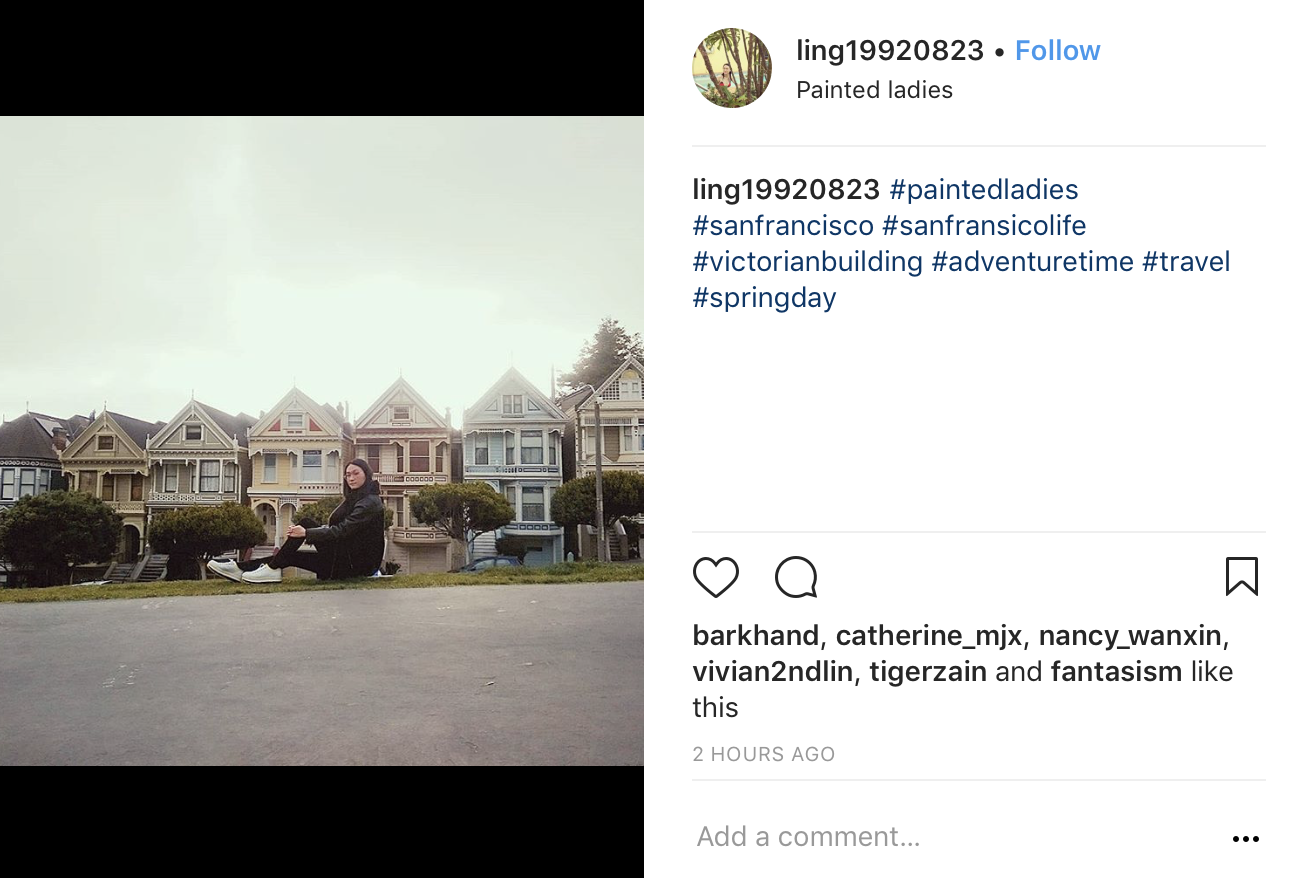 ling19920823 • Follow
Painted ladies
ling19920823 #paintedladies
#sanfrancisco #sanfransicolife
#victorianbuilding #adventuretime #travel
#springday
barkhand, catherine_mjx, nancy_wanxin,
vivian2ndlin, tigerzain and fantasism like
this
2 HOURS AGO
Add a comment...